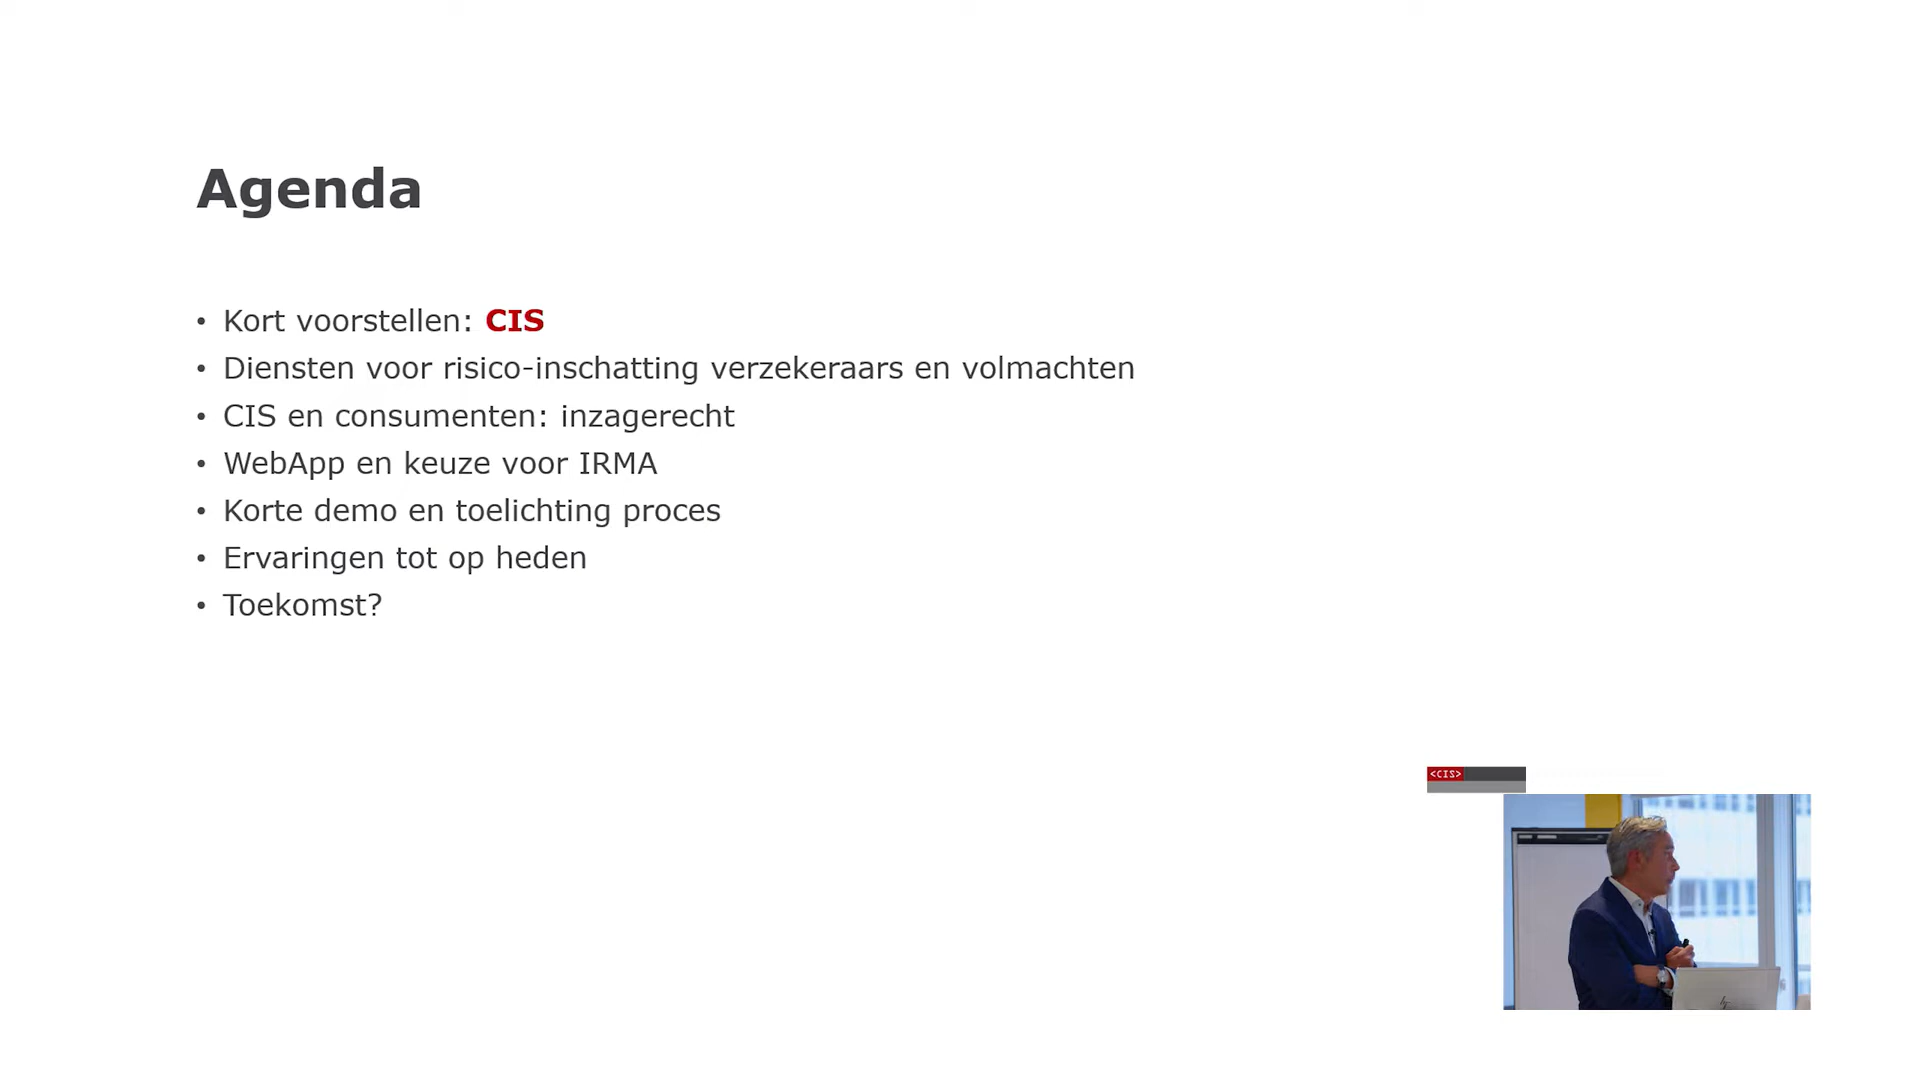 Agenda
• Kort voorstellen: CIS
• Diensten voor risico-inschatting verzekeraars en volmachten
• CIS en consumenten: inzagerecht
• WebApp en keuze voor IRMA
• Korte demo en toelichting proces
• Ervaringen tot op heden
• Toekomst?
<CIS>
hp